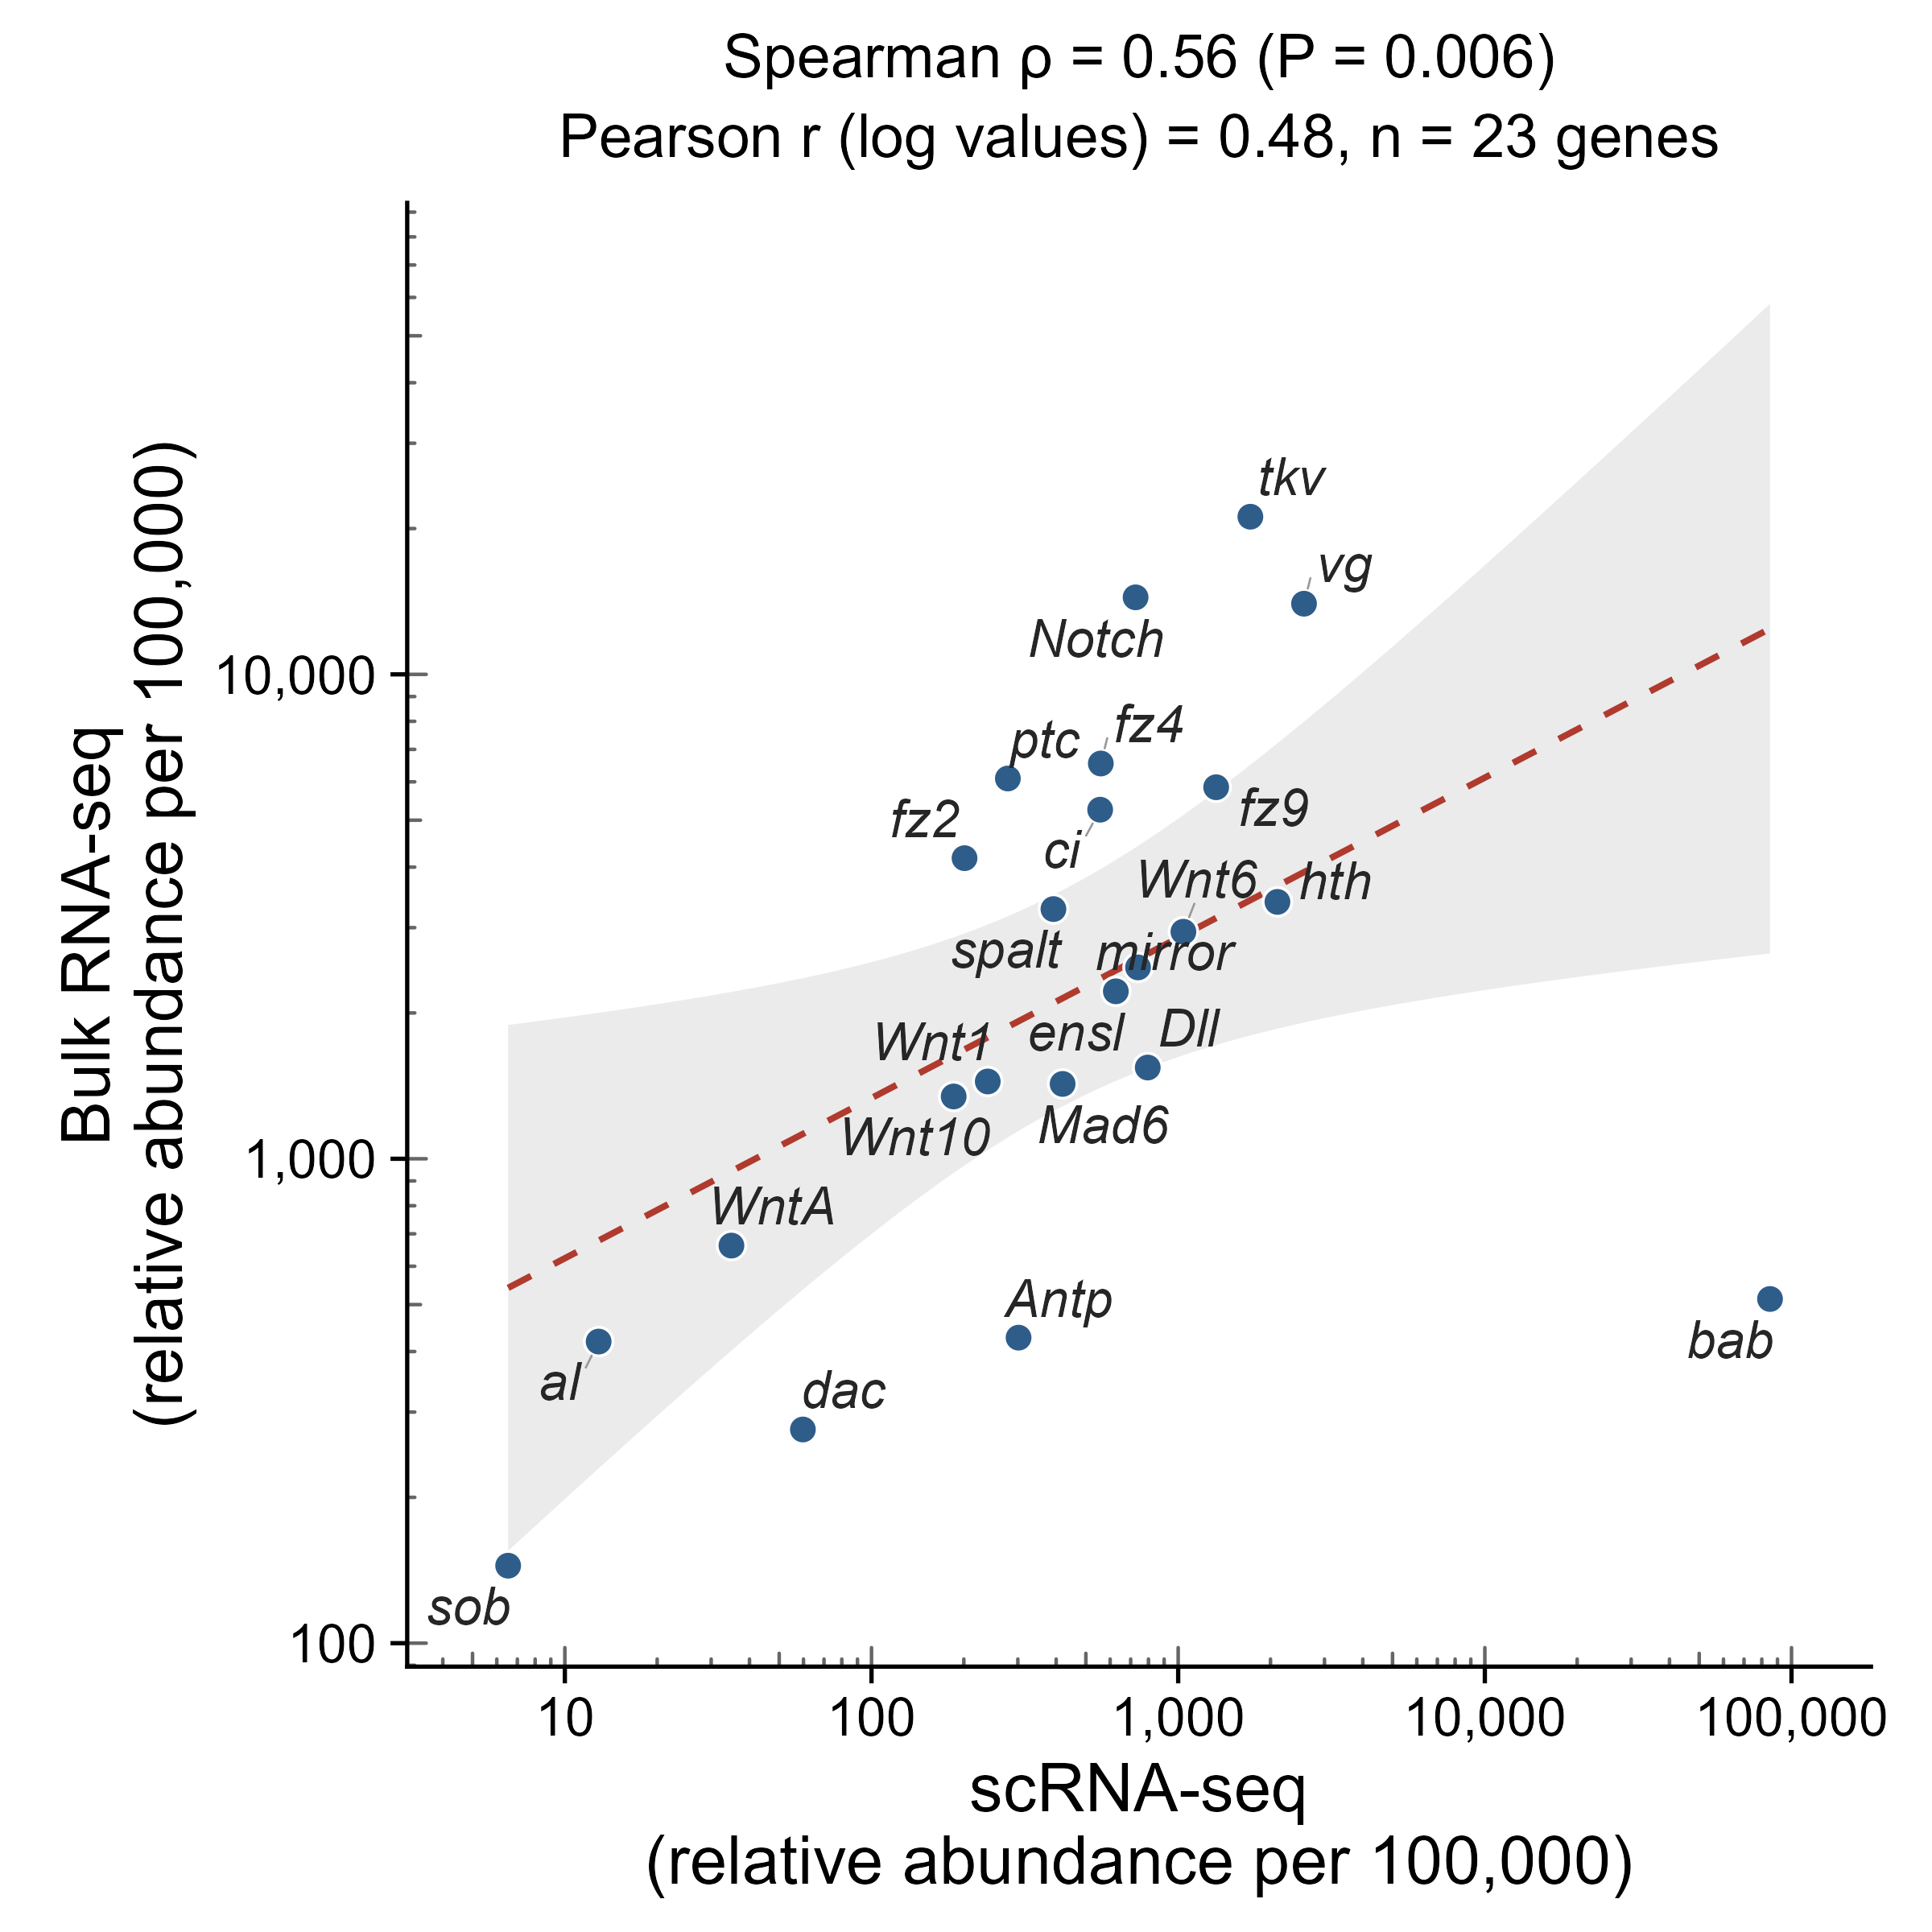 Spearman ρ = 0.56 (P = 0.006)
Pearson r (log values) = 0.48, n = 23 genes
Bulk RNA-seq
(relative abundance per 100,000)
10,000
1,000
100
tkv
vg
Notch
fz4
ptc
fz9
fz2
ci
Wnt6
hth
spalt
mirror
Wnt1
ensl
Dll
Wnt10
Mad6
WntA
Antp
bab
al
dac
sob
10
100
1,000
10,000
100,000
scRNA-seq
(relative abundance per 100,000)